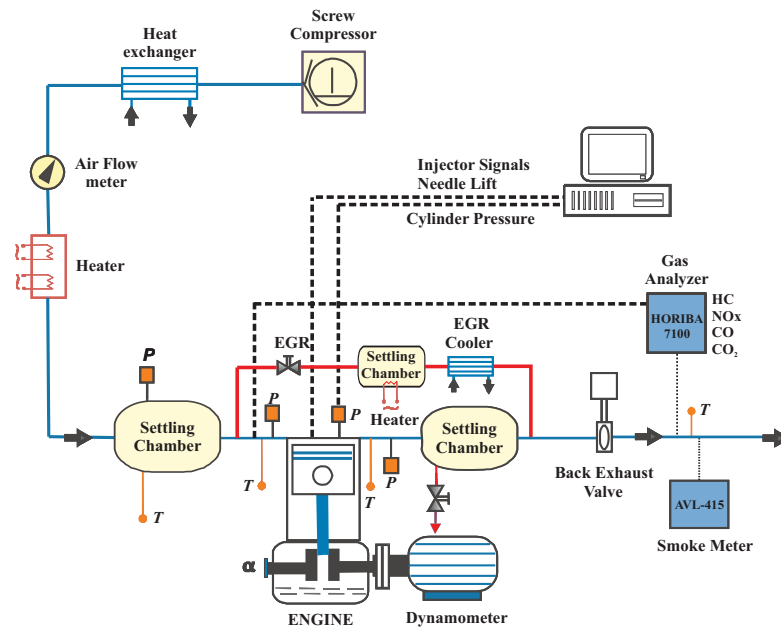 Screw
Compressor
Heat
exchanger
Air Flow
meter
Injector Signals
Needle Lift
Cylinder Pressure
Heater
Gas
Analyzer
HORIBA
7100
HC
NOx
CO
CO₂
EGR
Settling
Chamber
EGR
Cooler
P
P
P
Heater
T
Settling
Chamber
Settling
Chamber
P
T
T
T
Back Exhaust
Valve
AVL-415
Smoke Meter
α
ENGINE
Dynamometer